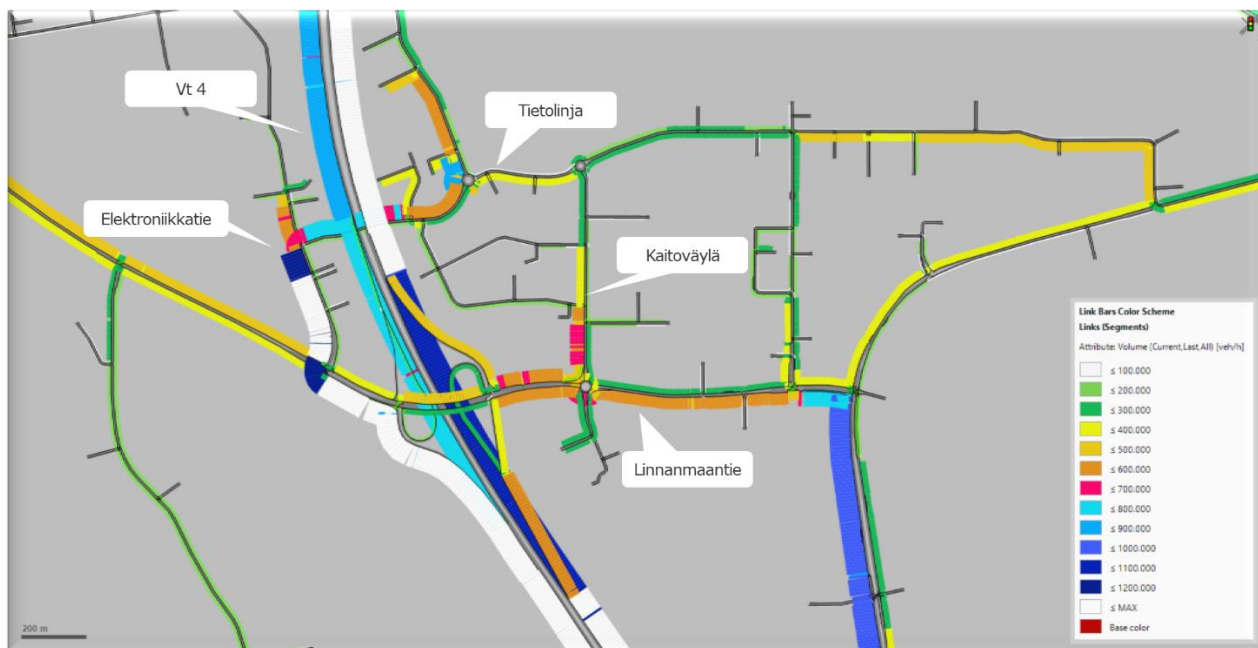 Vt 4
Tietolinja
Elektroniikkatie
Kaitoväylä
Linnanmaantie
Link Bars Color Scheme
Links (Segments)
Attribute: Volume (Current,Last,All) [veh/h]
≤ 100.000
≤ 200.000
≤ 300.000
≤ 400.000
≤ 500.000
≤ 600.000
≤ 700.000
≤ 800.000
≤ 900.000
≤ 1000.000
≤ 1100.000
≤ 1200.000
≤ MAX
Base color
200 m